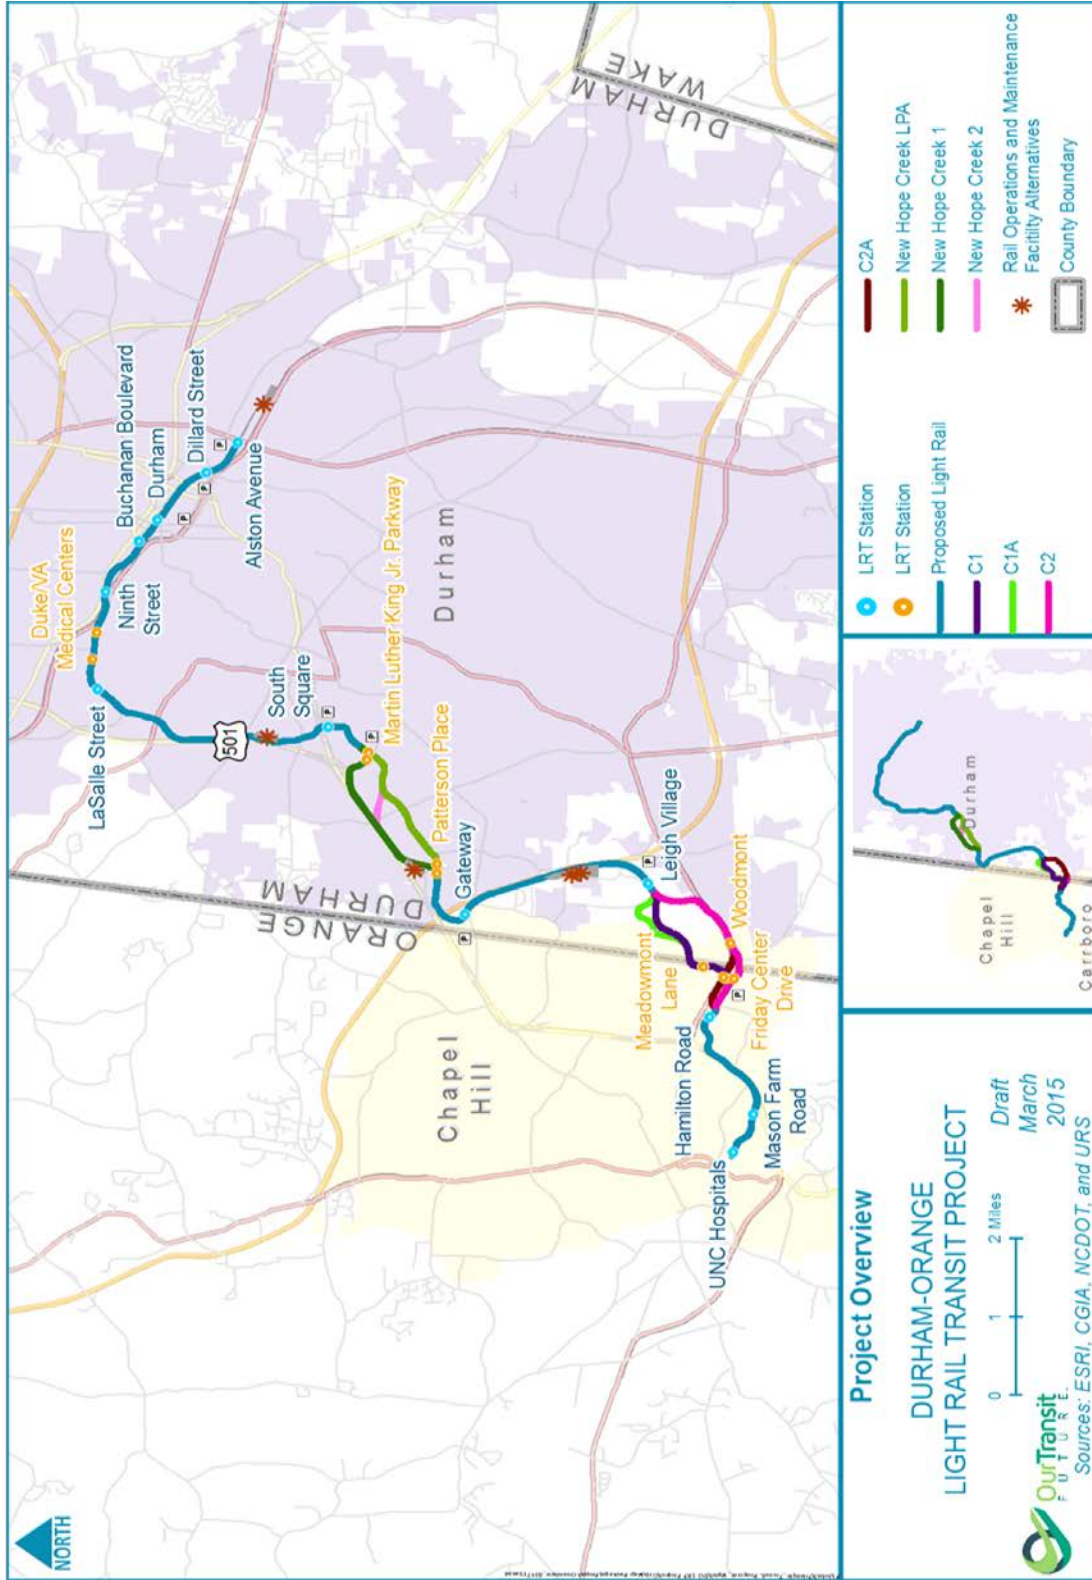 NORTH
Duke/VA
Medical Centers
Buchanan Boulevard
Durham
Dillard Street
LaSalle Street
Ninth
Street
Alston Avenue
501
South
Square
Martin Luther King Jr. Parkway
Patterson Place
Durham
DURHAM
WAKE
ORANGE
DURHAM
Gateway
Chapel
Hill
Leigh Village
Meadowmont
Lane
Woodmont
Friday Center
Drive
Hamilton Road
Mason Farm
Road
UNC Hospitals
P
P
P
P
P
P
P
P
Project Overview
DURHAM-ORANGE
LIGHT RAIL TRANSIT PROJECT
Draft
March
2015
0 1 2 Miles
OurTransit
FUTURE
Sources: ESRI, CGIA, NCDOT, and URS
Durham
Chapel
Hill
Carrboro
LRT Station
LRT Station
Proposed Light Rail
C1
C1A
C2
C2A
New Hope Creek LPA
New Hope Creek 1
New Hope Creek 2
Rail Operations and Maintenance
Facitilty Alternatives
County Boundary